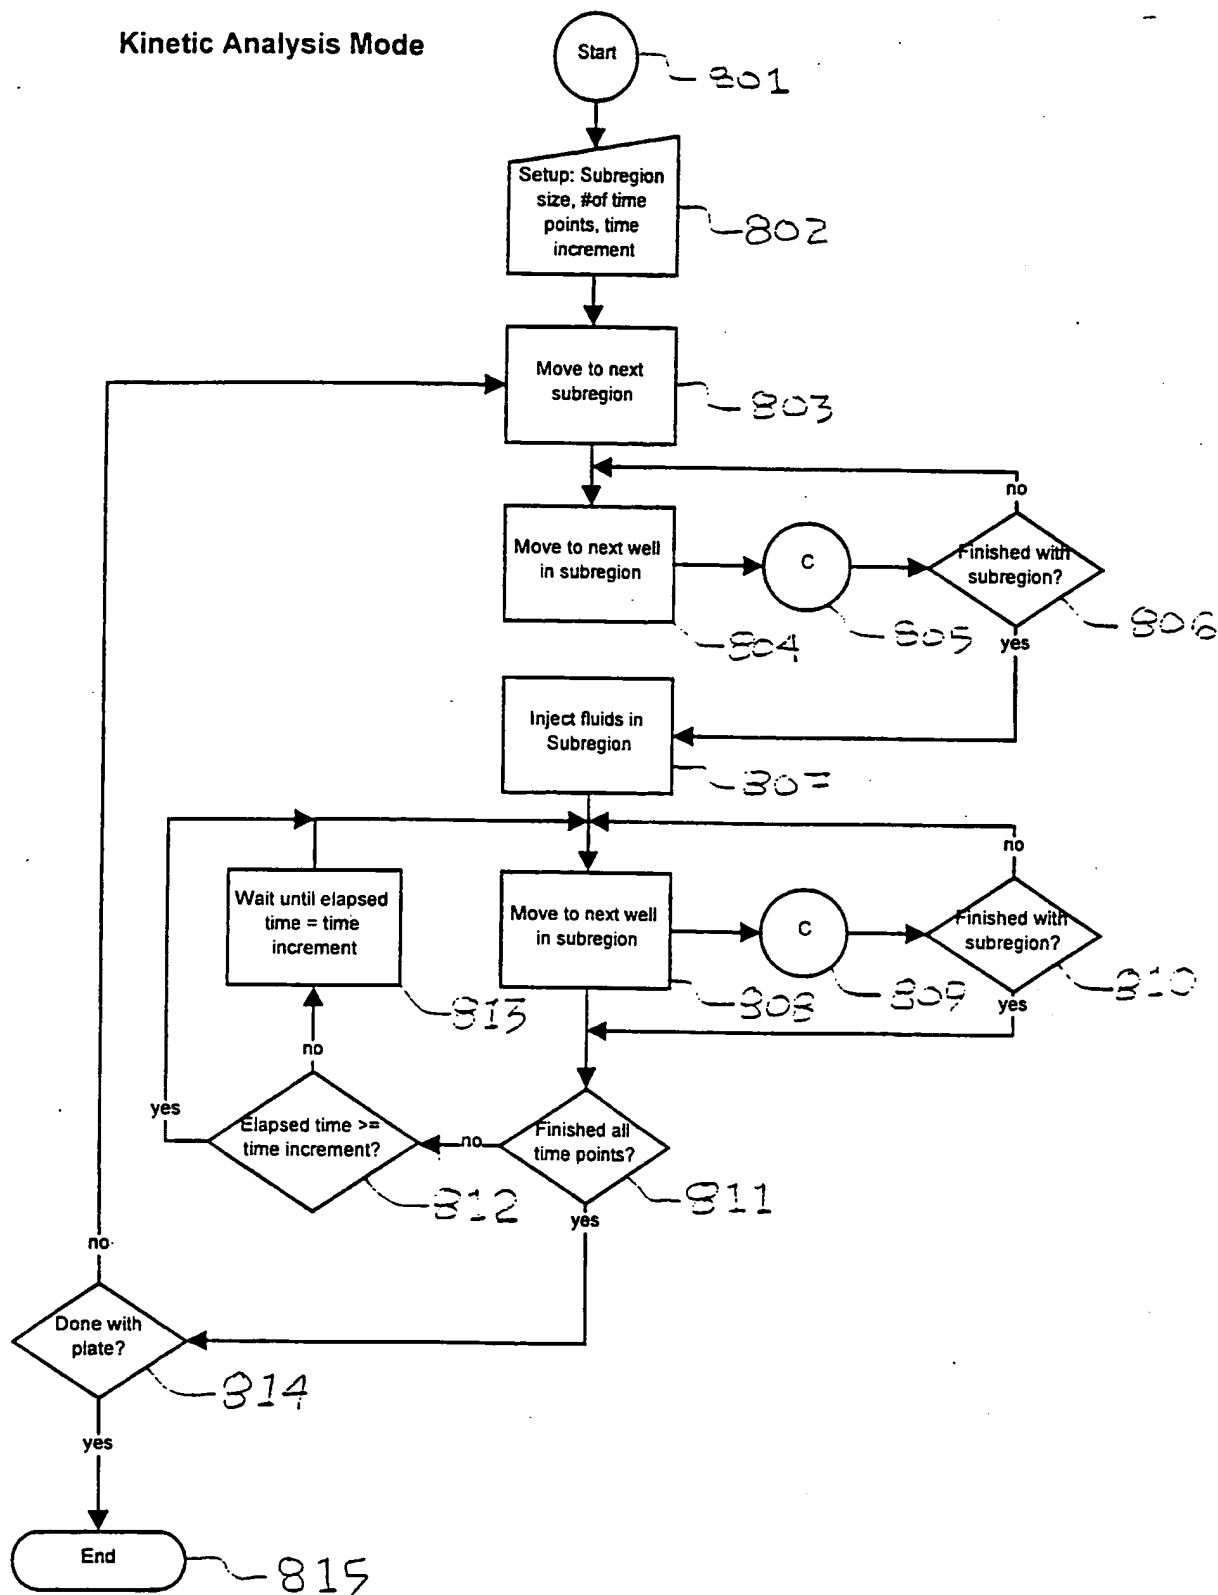 Kinetic Analysis Mode
Start
801
Setup: Subregion
size, #of time
points, time
increment
802
Move to next
subregion
803
no
Move to next well
in subregion
C
Finished with
subregion?
804
805
806
yes
Inject fluids in
Subregion
807
no
Wait until elapsed
time = time
increment
Move to next well
in subregion
C
Finished with
subregion?
813
808
809
810
yes
no
yes
Elapsed time >=
time increment?
no
Finished all
time points?
812
811
yes
no
Done with
plate?
814
yes
End
815